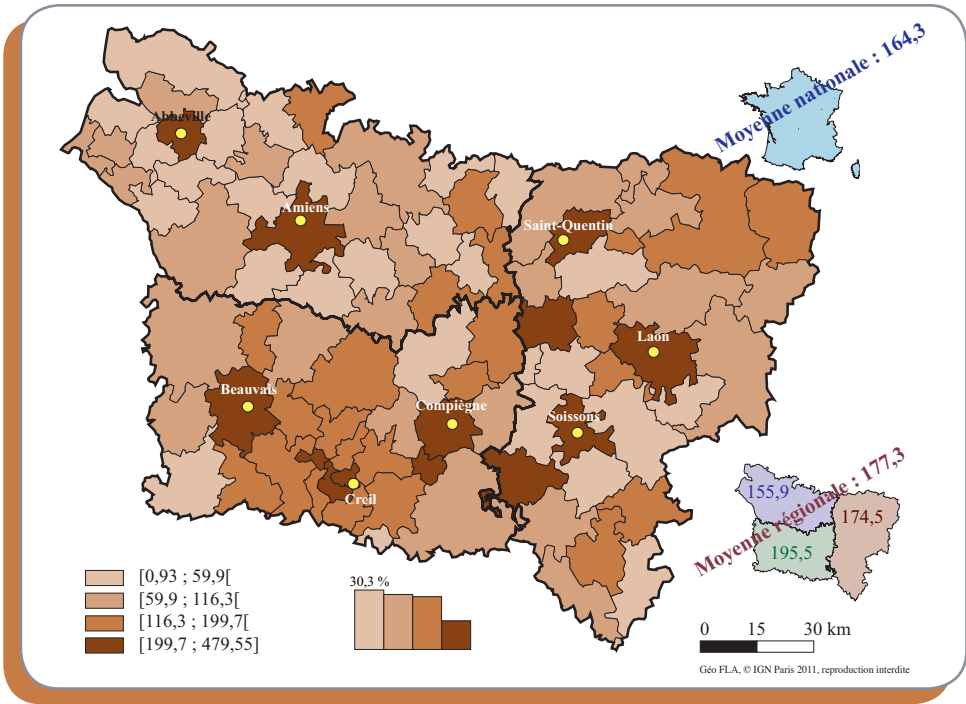 Moyenne nationale : 164,3
Abbeville
Amiens
Saint-Quentin
Laon
Beauvais
Compiègne
Soissons
Creil
Moyenne régionale : 177,3
155,9
174,5
195,5
[0,93 ; 59,9[
[59,9 ; 116,3[
[116,3 ; 199,7[
[199,7 ; 479,55]
30,3 %
0 15 30 km
Géo FLA, © IGN Paris 2011, reproduction interdite